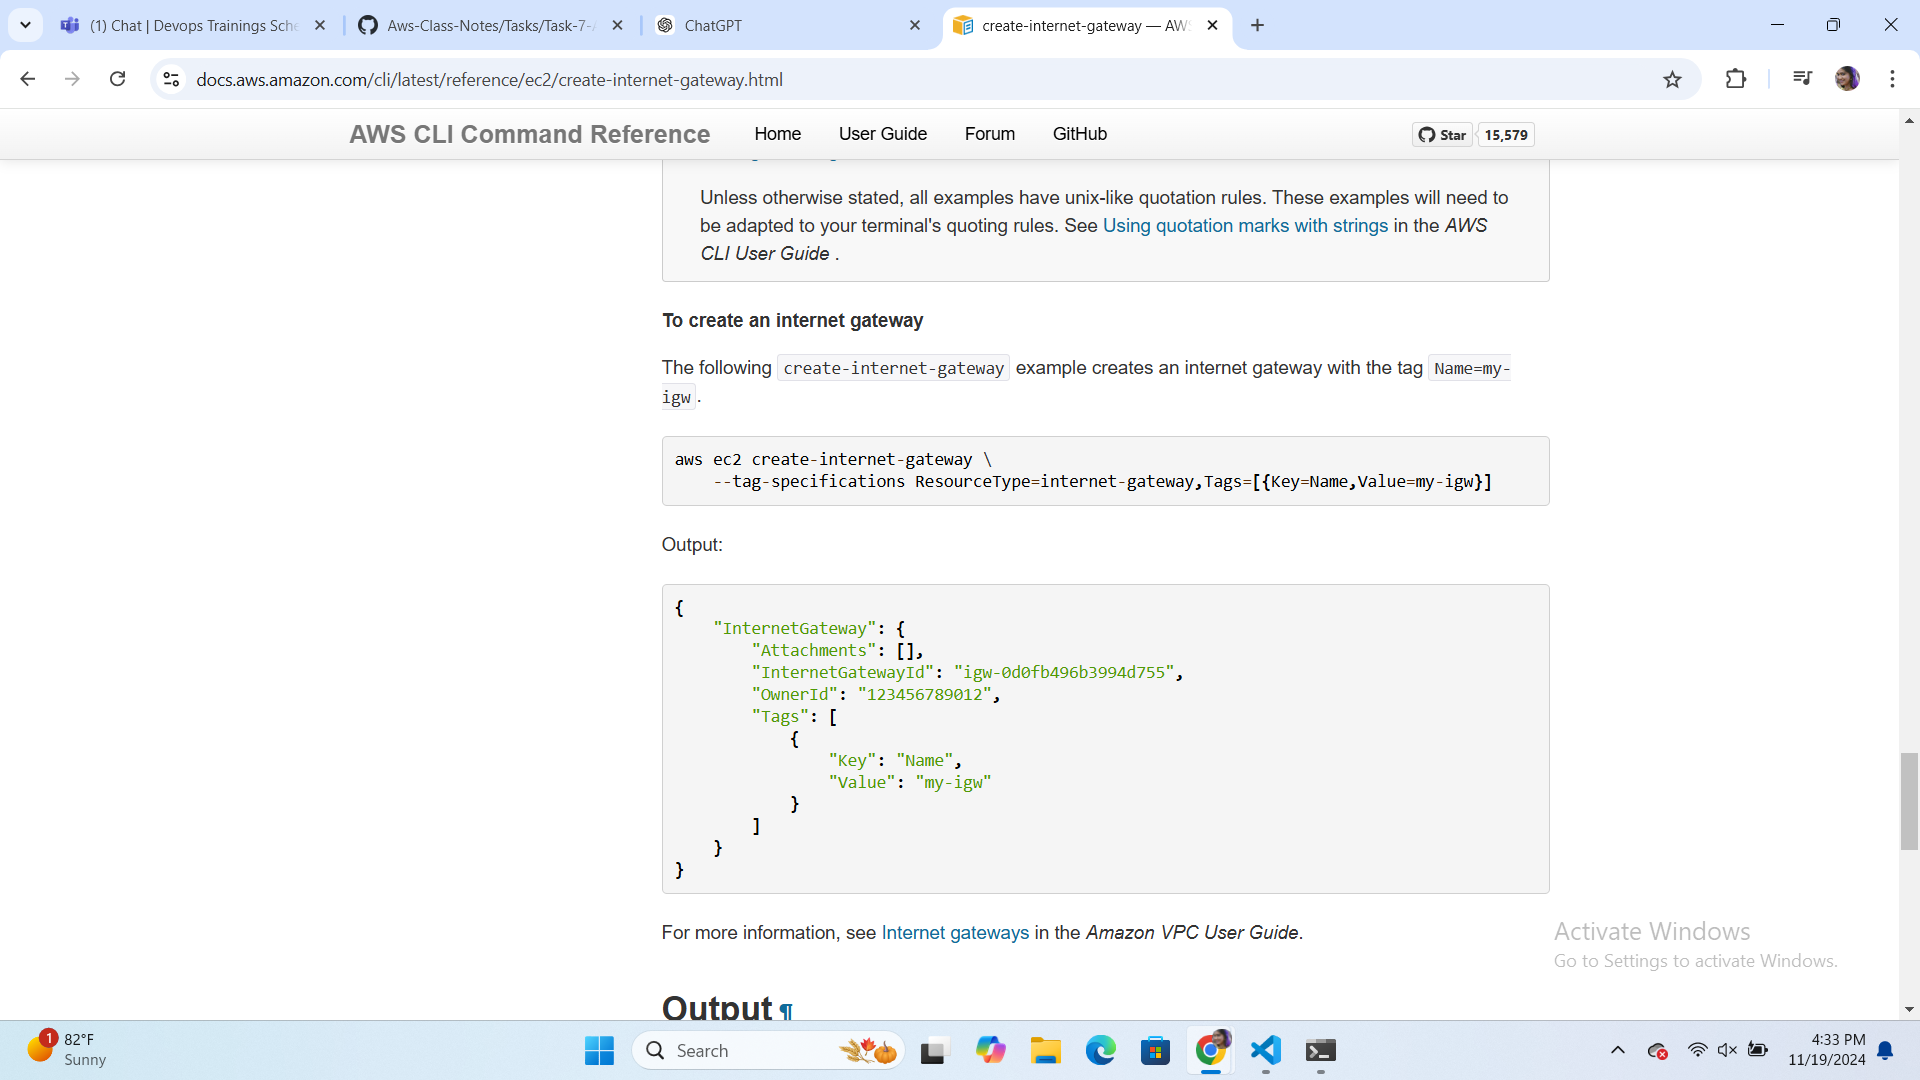 (1) Chat | Devops Trainings Sche
Aws-Class-Notes/Tasks/Task-7-A
ChatGPT
create-internet-gateway — AWS
docs.aws.amazon.com/cli/latest/reference/ec2/create-internet-gateway.html
AWS CLI Command Reference
Home
User Guide
Forum
GitHub
Star
15,579
Unless otherwise stated, all examples have unix-like quotation rules. These examples will need to
be adapted to your terminal's quoting rules. See Using quotation marks with strings in the AWS
CLI User Guide .
To create an internet gateway
The following create-internet-gateway example creates an internet gateway with the tag Name=my-
igw .
aws ec2 create-internet-gateway \
--tag-specifications ResourceType=internet-gateway,Tags=[{Key=Name,Value=my-igw}]
Output:
{
"InternetGateway": {
"Attachments": [],
"InternetGatewayId": "igw-0d0fb496b3994d755",
"OwnerId": "123456789012",
"Tags": [
{
"Key": "Name",
"Value": "my-igw"
}
]
}
}
For more information, see Internet gateways in the Amazon VPC User Guide.
Output ¶
Activate Windows
Go to Settings to activate Windows.
1
82°F
Sunny
Search
4:33 PM
11/19/2024